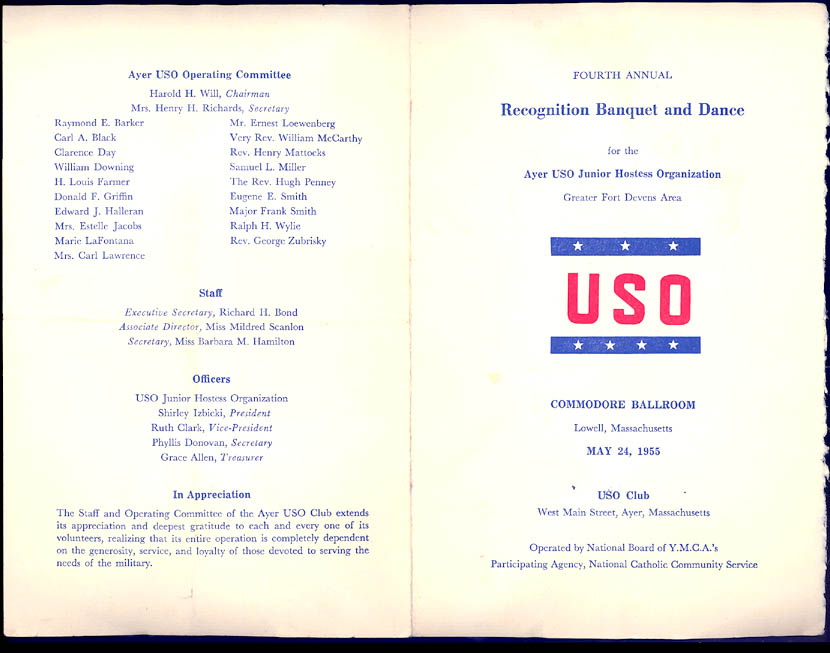 Ayer USO Operating Committee
Harold H. Will, Chairman
Mrs. Henry H. Richards, Secretary
Raymond E. Barker
Carl A. Black
Clarence Day
William Downing
H. Louis Farmer
Donald F. Griffin
Edward J. Halleran
Mrs. Estelle Jacobs
Marie LaFontana
Mrs. Carl Lawrence
Mr. Ernest Loewenberg
Very Rev. William McCarthy
Rev. Henry Mattocks
Samuel L. Miller
The Rev. Hugh Penney
Eugene E. Smith
Major Frank Smith
Ralph H. Wylie
Rev. George Zubrisky
Staff
Executive Secretary, Richard H. Bond
Associate Director, Miss Mildred Scanlon
Secretary, Miss Barbara M. Hamilton
Officers
USO Junior Hostess Organization
Shirley Izbicki, President
Ruth Clark, Vice-President
Phyllis Donovan, Secretary
Grace Allen, Treasurer
In Appreciation
The Staff and Operating Committee of the Ayer USO Club extends
its appreciation and deepest gratitude to each and every one of its
volunteers, realizing that its entire operation is completely dependent
on the generosity, service, and loyalty of those devoted to serving the
needs of the military.
FOURTH ANNUAL
Recognition Banquet and Dance
for the
Ayer USO Junior Hostess Organization
Greater Fort Devens Area
USO
COMMODORE BALLROOM
Lowell, Massachusetts
MAY 24, 1955
USO Club
West Main Street, Ayer, Massachusetts
Operated by National Board of Y.M.C.A.'s
Participating Agency, National Catholic Community Service